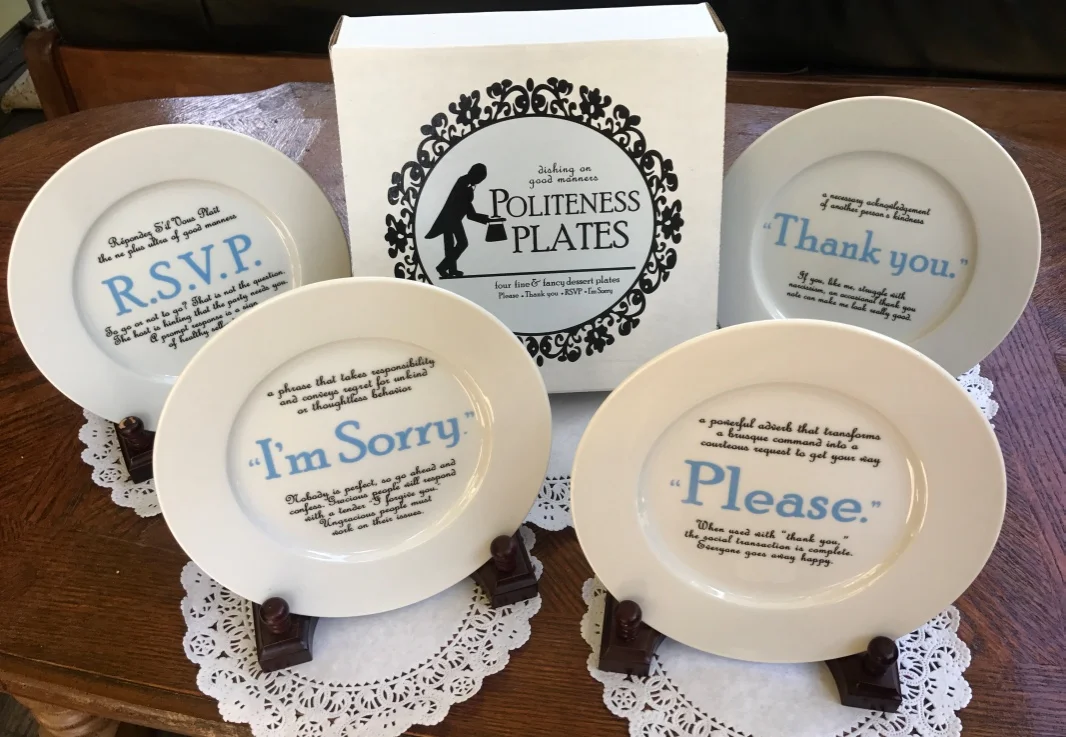 dishing on
good manners
POLITENESS
PLATES
four fine & fancy dessert plates
Please • Thank you • RSVP • I'm Sorry
Répondez S'il Vous Plaît
the ne plus ultra of good manners
R.S.V.P.
To go or not to go? That is not the question.
The host is hinting that the party needs you.
A prompt response is a sign
of healthy
a necessary acknowledgement
of another person's kindness
"Thank you."
If you, like me, struggle with
narcissism, an occasional thank you
note can make me look really good.
a phrase that takes responsibility
and conveys regret for unkind
or thoughtless behavior
"I'm Sorry."
Nobody is perfect, so go ahead and
confess. Gracious people will respond
with a tender "I forgive you."
Ungracious people must
work on their issues.
a powerful adverb that transforms
a brusque command into a
courteous request to get your way
"Please."
When used with "thank you,"
the social transaction is complete.
Everyone goes away happy.